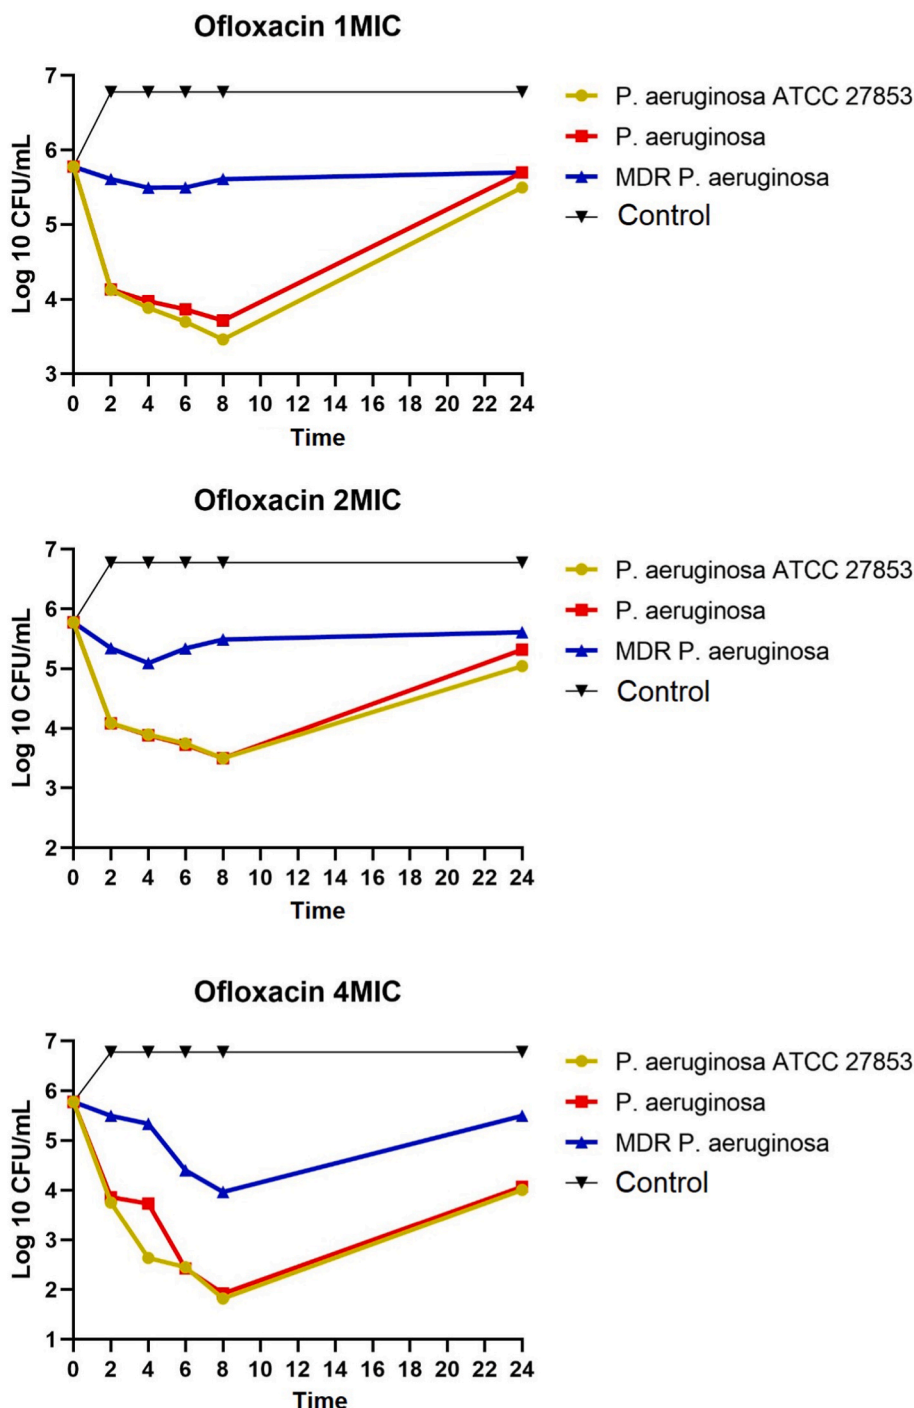 Ofloxacin 1MIC
Log 10 CFU/mL
7
6
5
4
3
0 2 4 6 8 10 12 14 16 18 20 22 24
Time
P. aeruginosa ATCC 27853
P. aeruginosa
MDR P. aeruginosa
Control
Ofloxacin 2MIC
Log 10 CFU/mL
7
6
5
4
3
2
0 2 4 6 8 10 12 14 16 18 20 22 24
Time
P. aeruginosa ATCC 27853
P. aeruginosa
MDR P. aeruginosa
Control
Ofloxacin 4MIC
Log 10 CFU/mL
7
6
5
4
3
2
1
0 2 4 6 8 10 12 14 16 18 20 22 24
Time
P. aeruginosa ATCC 27853
P. aeruginosa
MDR P. aeruginosa
Control